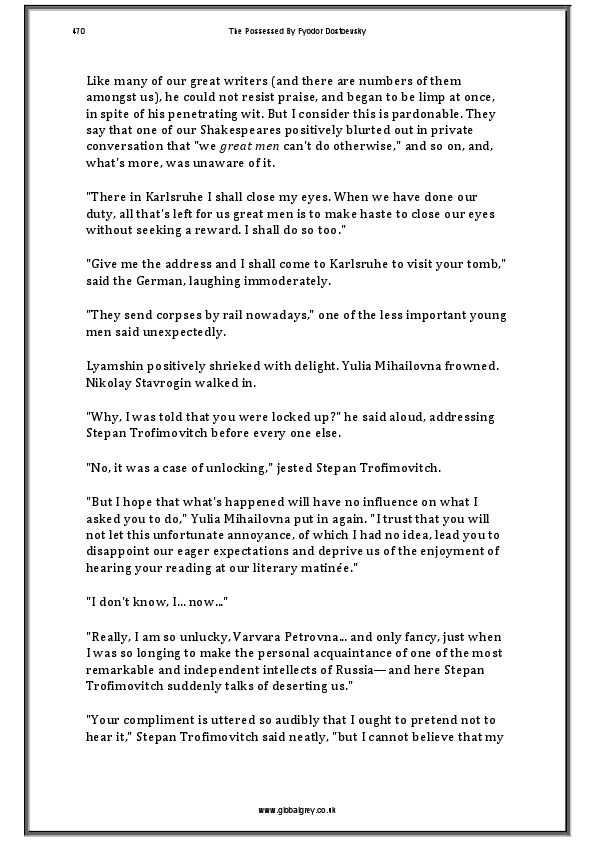 470
The Possessed By Fyodor Dostoevsky
Like many of our great writers (and there are numbers of them
amongst us), he could not resist praise, and began to be limp at once,
in spite of his penetrating wit. But I consider this is pardonable. They
say that one of our Shakespeares positively blurted out in private
conversation that "we great men can't do otherwise," and so on, and,
what's more, was unaware of it.
"There in Karlsruhe I shall close my eyes. When we have done our
duty, all that's left for us great men is to make haste to close our eyes
without seeking a reward. I shall do so too."
"Give me the address and I shall come to Karlsruhe to visit your tomb,"
said the German, laughing immoderately.
"They send corpses by rail nowadays," one of the less important young
men said unexpectedly.
Lyamshin positively shrieked with delight. Yulia Mihailovna frowned.
Nikolay Stavrogin walked in.
"Why, I was told that you were locked up?" he said aloud, addressing
Stepan Trofimovitch before every one else.
"No, it was a case of unlocking," jested Stepan Trofimovitch.
"But I hope that what's happened will have no influence on what I
asked you to do," Yulia Mihailovna put in again. "I trust that you will
not let this unfortunate annoyance, of which I had no idea, lead you to
disappoint our eager expectations and deprive us of the enjoyment of
hearing your reading at our literary matinée."
"I don't know, I... now..."
"Really, I am so unlucky, Varvara Petrovna... and only fancy, just when
I was so longing to make the personal acquaintance of one of the most
remarkable and independent intellects of Russia—and here Stepan
Trofimovitch suddenly talks of deserting us."
"Your compliment is uttered so audibly that I ought to pretend not to
hear it," Stepan Trofimovitch said neatly, "but I cannot believe that my
www.globalgrey.co.uk